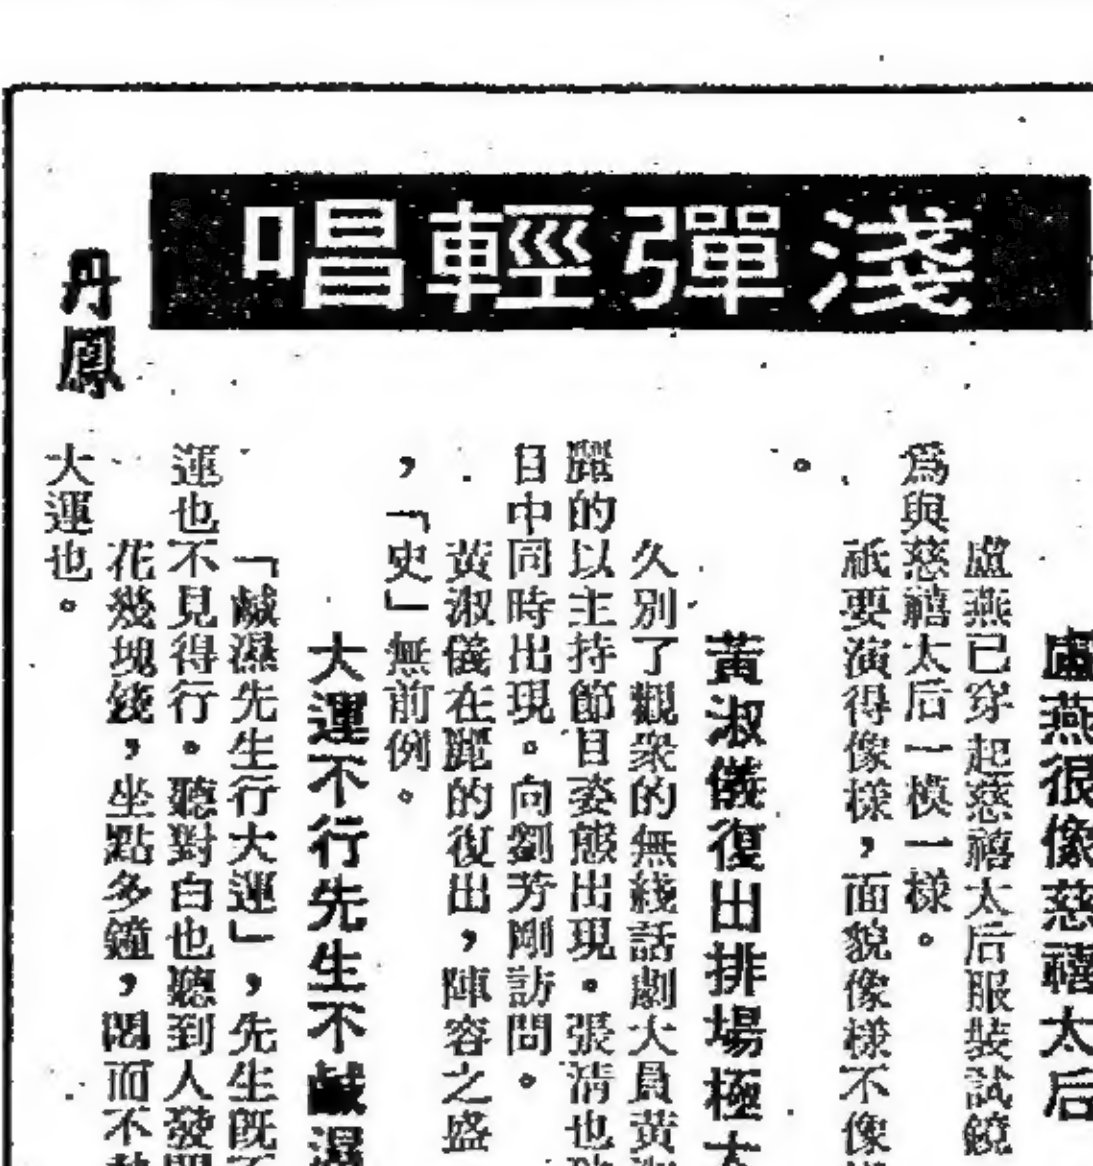 淺彈輕唱
丹鳳
盧燕很像慈禧太后
盧燕已穿起慈禧太后服裝試鏡
為與慈禧太后一模一樣。
祇要演得像樣,面貌像樣不像
。
黃淑儀復出排場極大
久別了觀眾的無綫話劇大員黃
麗的以主持節目姿態出現。張清也
目中同時出現。向劉芳剛訪問。
黃淑儀在麗的復出,陣容之盛
,「史」無前例。
大運不行先生不鹹濕
「鹹濕先生行大運」,先生既不
運也不見得行。聽對白也聽到人發
花幾塊錢,坐點多鐘,悶而不
大運也。